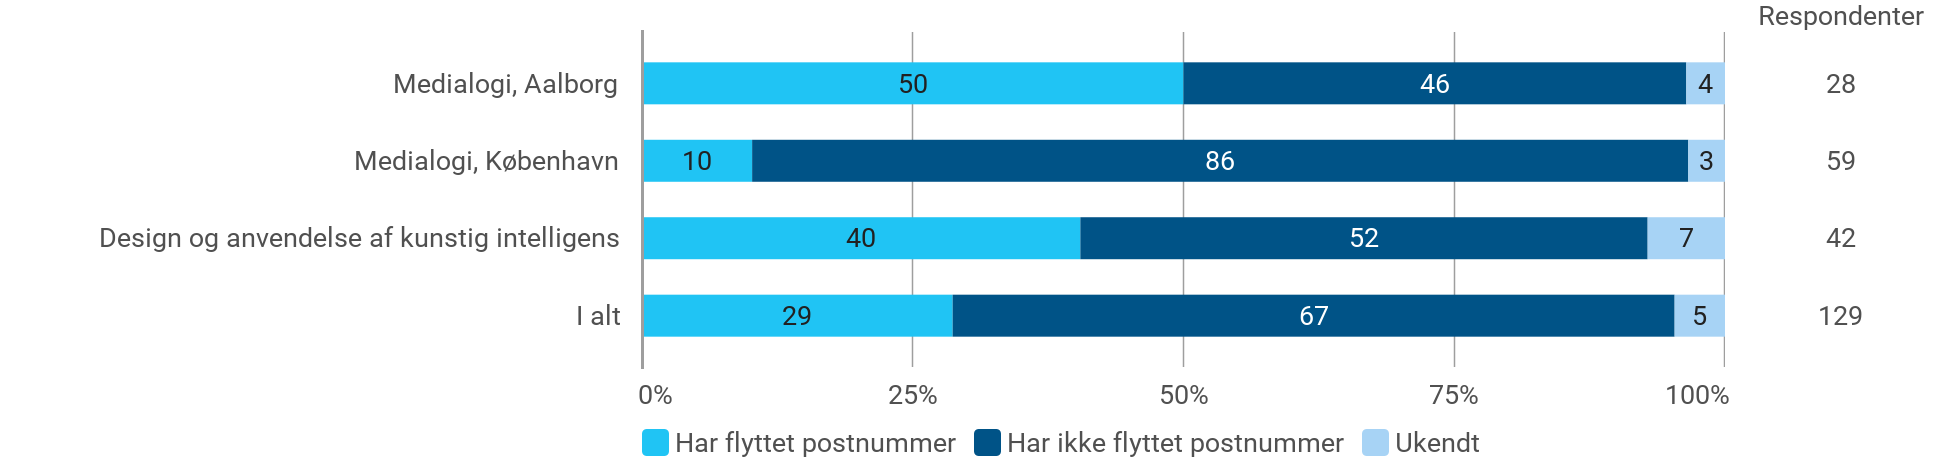 Respondenter
Medialogi, Aalborg 50 46 4 28
Medialogi, København 10 86 3 59
Design og anvendelse af kunstig intelligens 40 52 7 42
I alt 29 67 5 129
0% 25% 50% 75% 100%
Har flyttet postnummer Har ikke flyttet postnummer Ukendt